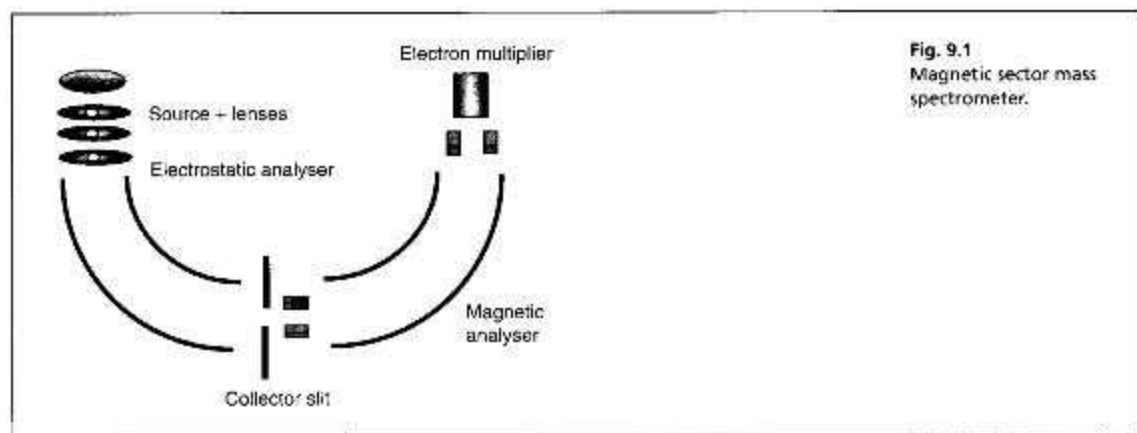 Electron multiplier
Fig. 9.1
Magnetic sector mass
spectrometer.
Source + lenses
Electrostatic analyser
Magnetic
analyser
Collector slit